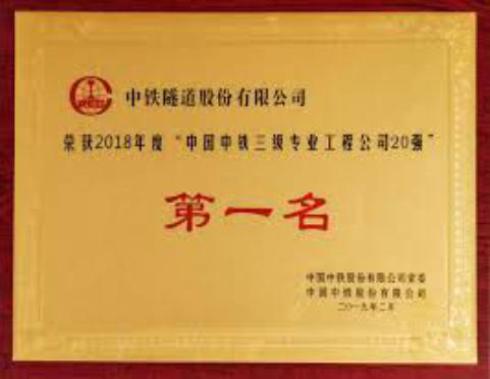 中铁隧道股份有限公司
荣获2018年度“中国中铁三级专业工程公司20强”
第一名
中国中铁股份有限公司党委
中国中铁股份有限公司
二〇一九年二月